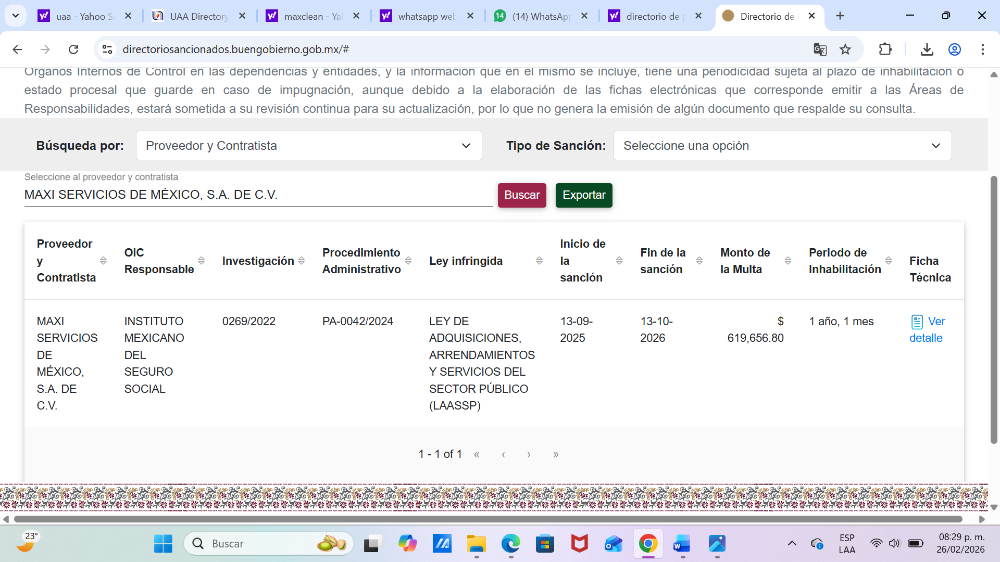 uaa - Yahoo S
UAA Directory
maxclean - Ya
whatsapp web
14
(14) WhatsApp
directorio de p
Directorio de
directoriosancionados.buengobierno.gob.mx/#
Órganos Internos de Control en las dependencias y entidades, y la información que en el mismo se incluye, tiene una periodicidad sujeta al plazo de inhabilitación o
estado procesal que guarde en caso de impugnación, aunque debido a la elaboración de las fichas electrónicas que corresponde emitir a las Áreas de
Responsabilidades, estará sometida a su revisión continua para su actualización, por lo que no genera la emisión de algún documento que respalde su consulta.
Búsqueda por:
Proveedor y Contratista
Tipo de Sanción:
Seleccione una opción
Seleccione al proveedor y contratista
MAXI SERVICIOS DE MÉXICO, S.A. DE C.V.
Buscar
Exportar
Proveedor
y
Contratista
OIC
Responsable
Investigación
Procedimiento
Administrativo
Ley infringida
Inicio de
la
sanción
Fin de la
sanción
Monto de
la Multa
Periodo de
Inhabilitación
Ficha
Técnica
MAXI
SERVICIOS
DE
MÉXICO,
S.A. DE
C.V.
INSTITUTO
MEXICANO
DEL
SEGURO
SOCIAL
0269/2022
PA-0042/2024
LEY DE
ADQUISICIONES,
ARRENDAMIENTOS
Y SERVICIOS DEL
SECTOR PÚBLICO
(LAASSP)
13-09-
2025
13-10-
2026
$
619,656.80
1 año, 1 mes
Ver
detalle
1 - 1 of 1 « ‹ › »
23°
Buscar
ESP
LAA
08:29 p. m.
26/02/2026